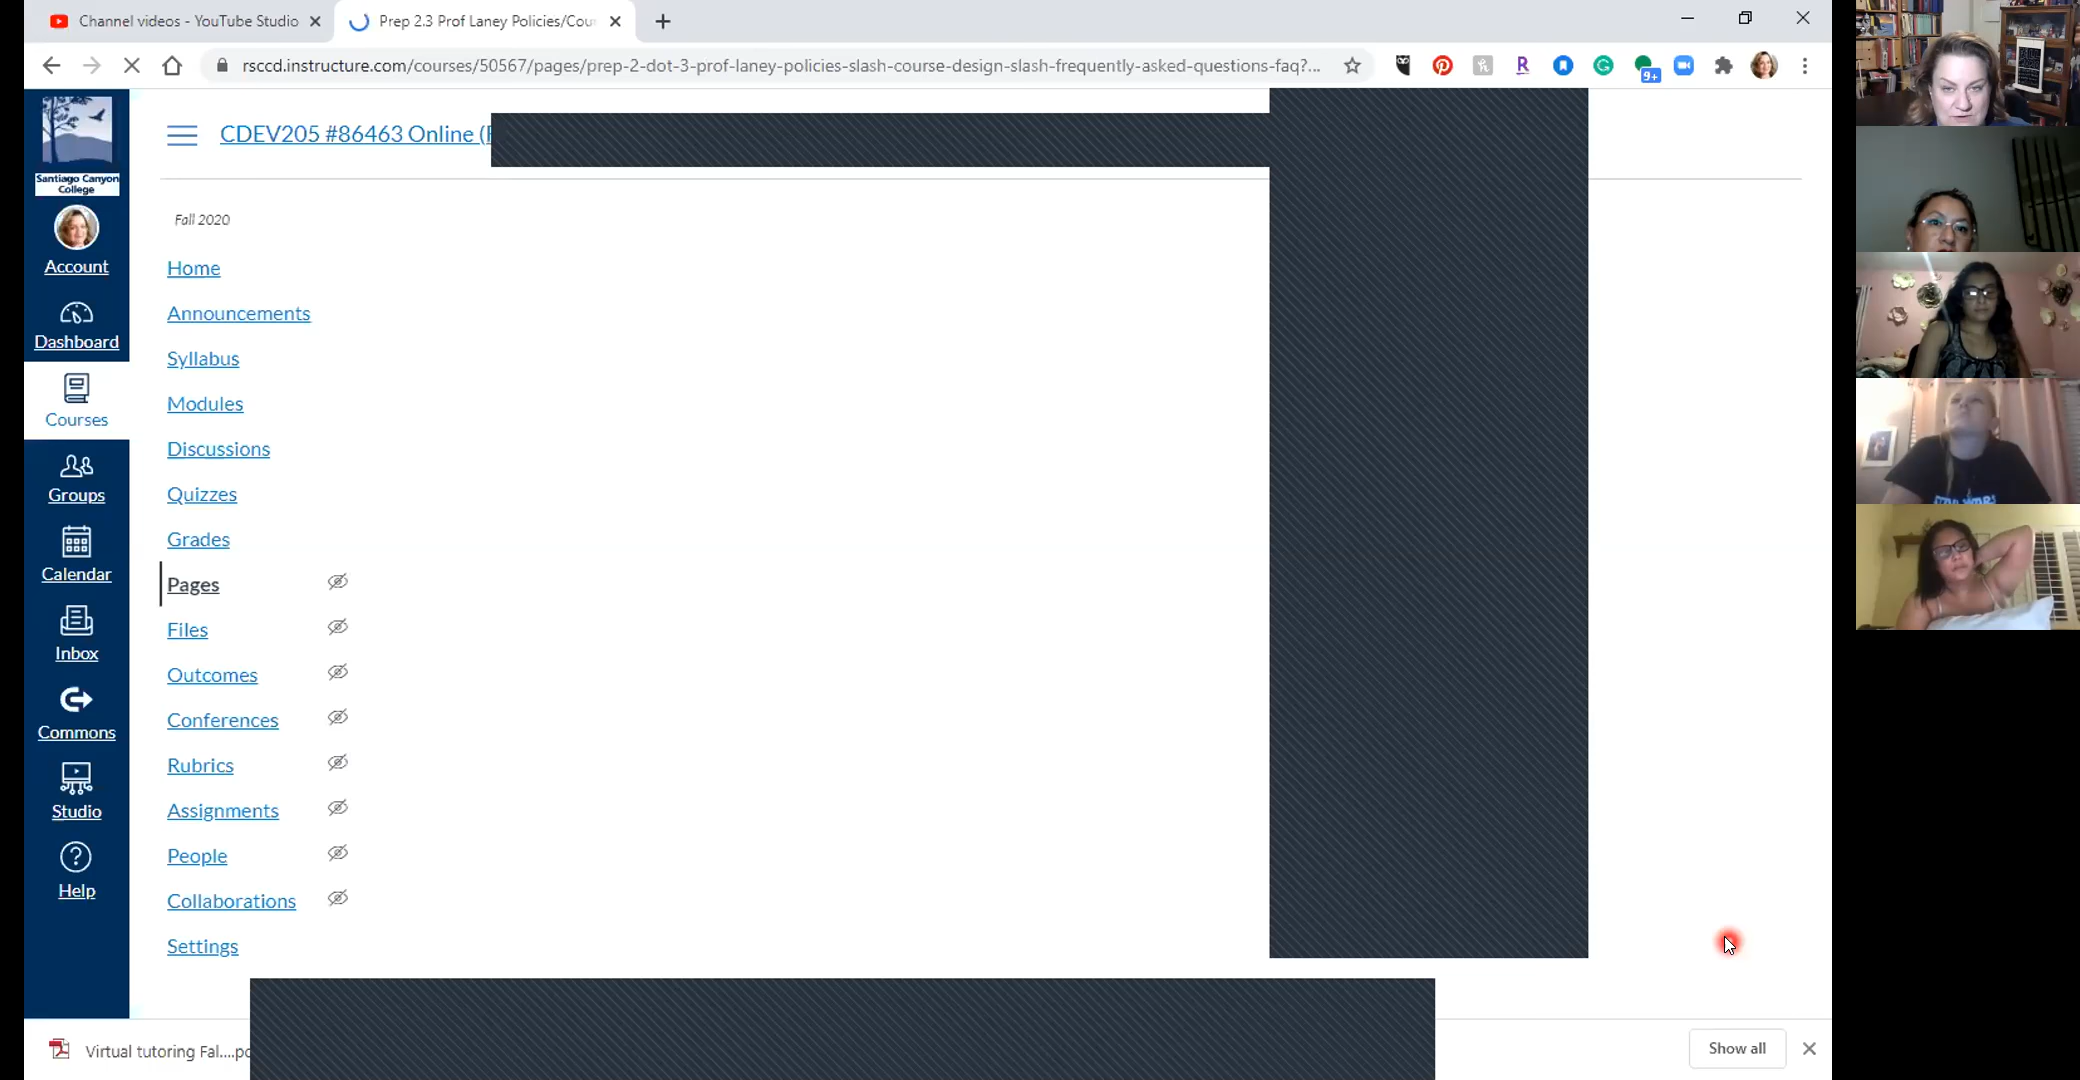 Channel videos - YouTube Studio
Prep 2.3 Prof Laney Policies/Cou
rsccd.instructure.com/courses/50567/pages/prep-2-dot-3-prof-laney-policies-slash-course-design-slash-frequently-asked-questions-faq?...
9+
Santiago Canyon
College
CDEV205 #86463 Online (
Fall 2020
Account
Dashboard
Courses
Groups
Calendar
Inbox
Commons
Studio
Help
Home
Announcements
Syllabus
Modules
Discussions
Quizzes
Grades
Pages
Files
Outcomes
Conferences
Rubrics
Assignments
People
Collaborations
Settings
Virtual tutoring Fal....
Show all